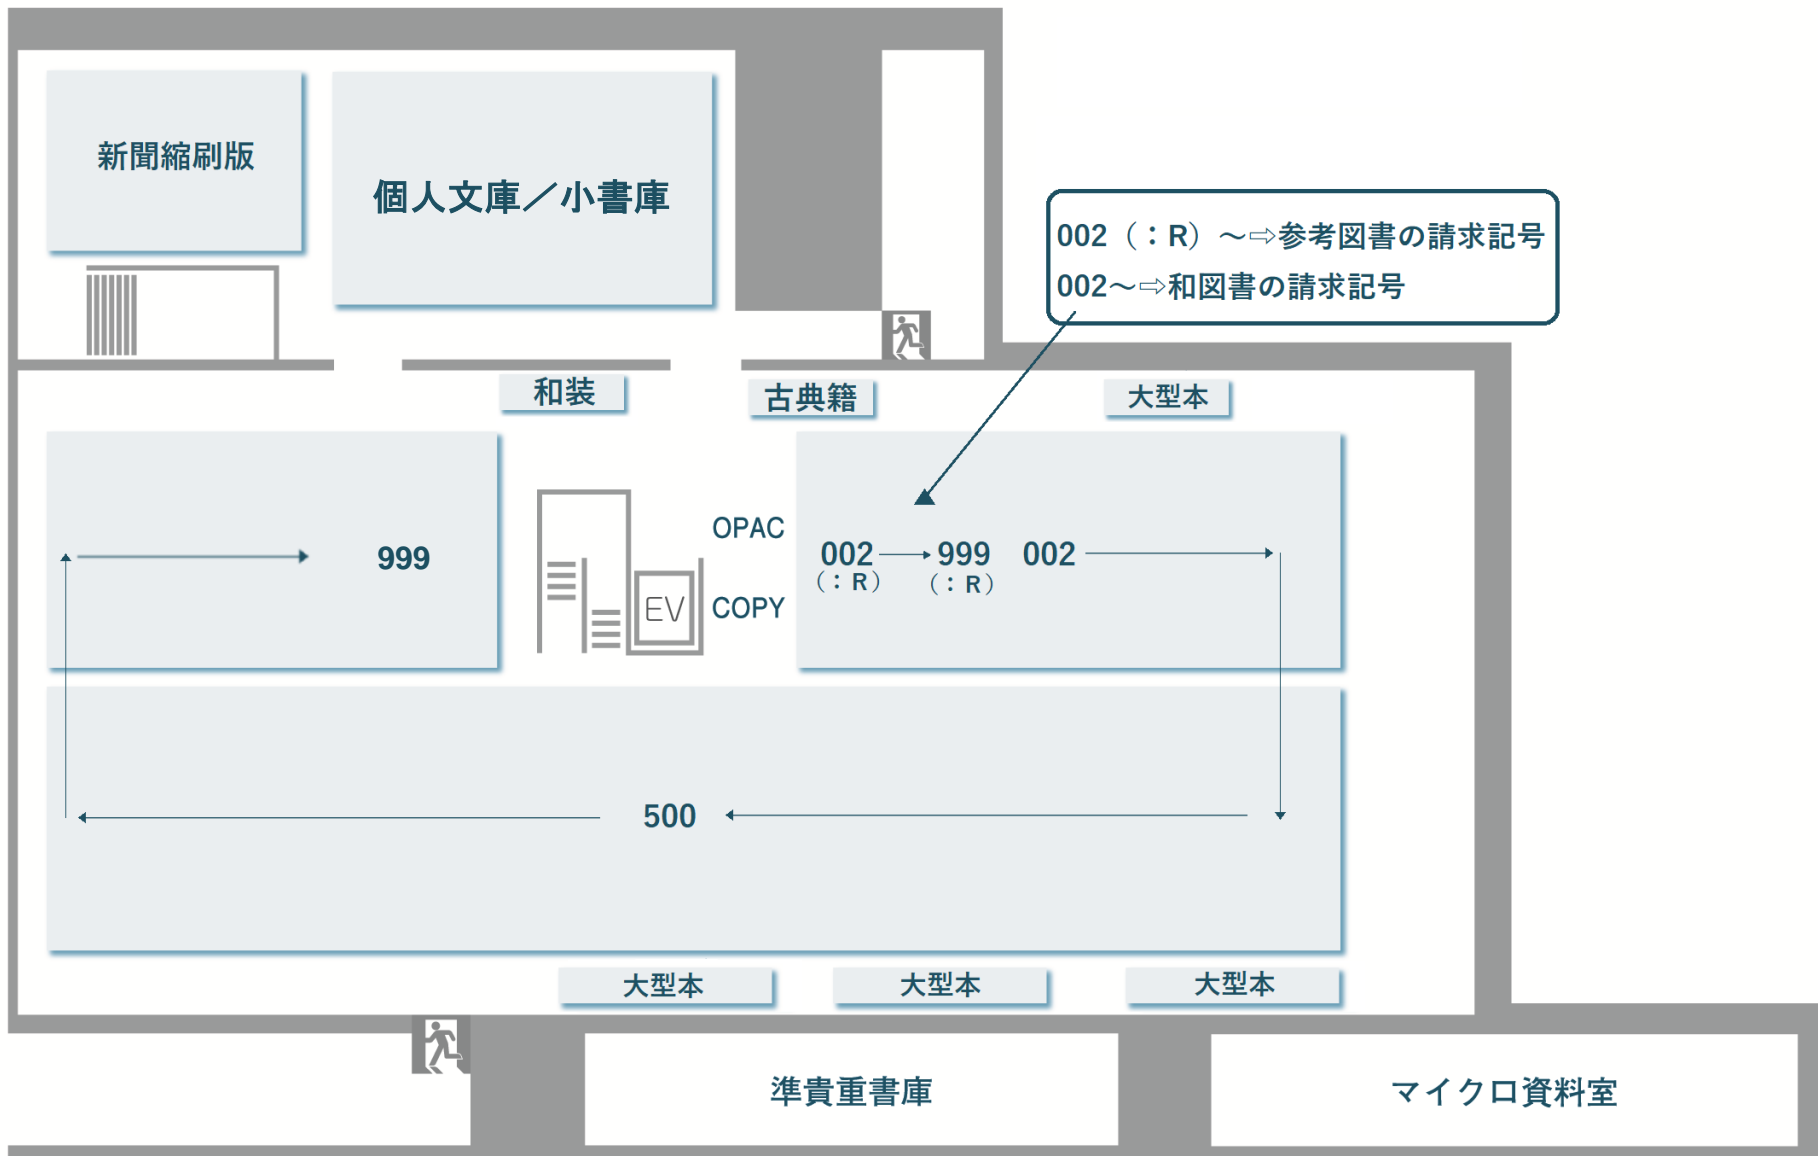 新聞縮刷版
個人文庫／小書庫
002（：R）～⇨参考図書の請求記号
002～⇨和図書の請求記号
和装
古典籍
大型本
999
OPAC
COPY
EV
002 999 002
（：R） （：R）
500
大型本 大型本 大型本
準貴重書庫
マイクロ資料室